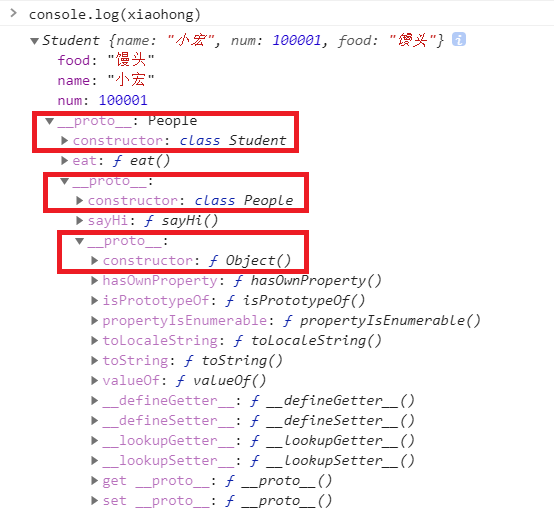 > console.log(xiaohong)
▼Student {name: "小宏", num: 100001, food: "馒头"} i
food: "馒头"
name: "小宏"
num: 100001
▼__proto__: People
▶constructor: class Student
▶eat: ƒ eat()
▼__proto__:
▶constructor: class People
▶sayHi: ƒ sayHi()
▼__proto__:
▶constructor: ƒ Object()
▶hasOwnProperty: ƒ hasOwnProperty()
▶isPrototypeOf: ƒ isPrototypeOf()
▶propertyIsEnumerable: ƒ propertyIsEnumerable()
▶toLocaleString: ƒ toLocaleString()
▶toString: ƒ toString()
▶valueOf: ƒ valueOf()
▶__defineGetter__: ƒ __defineGetter__()
▶__defineSetter__: ƒ __defineSetter__()
▶__lookupGetter__: ƒ __lookupGetter__()
▶__lookupSetter__: ƒ __lookupSetter__()
▶get __proto__: ƒ __proto__()
▶set __proto__: ƒ __proto__()